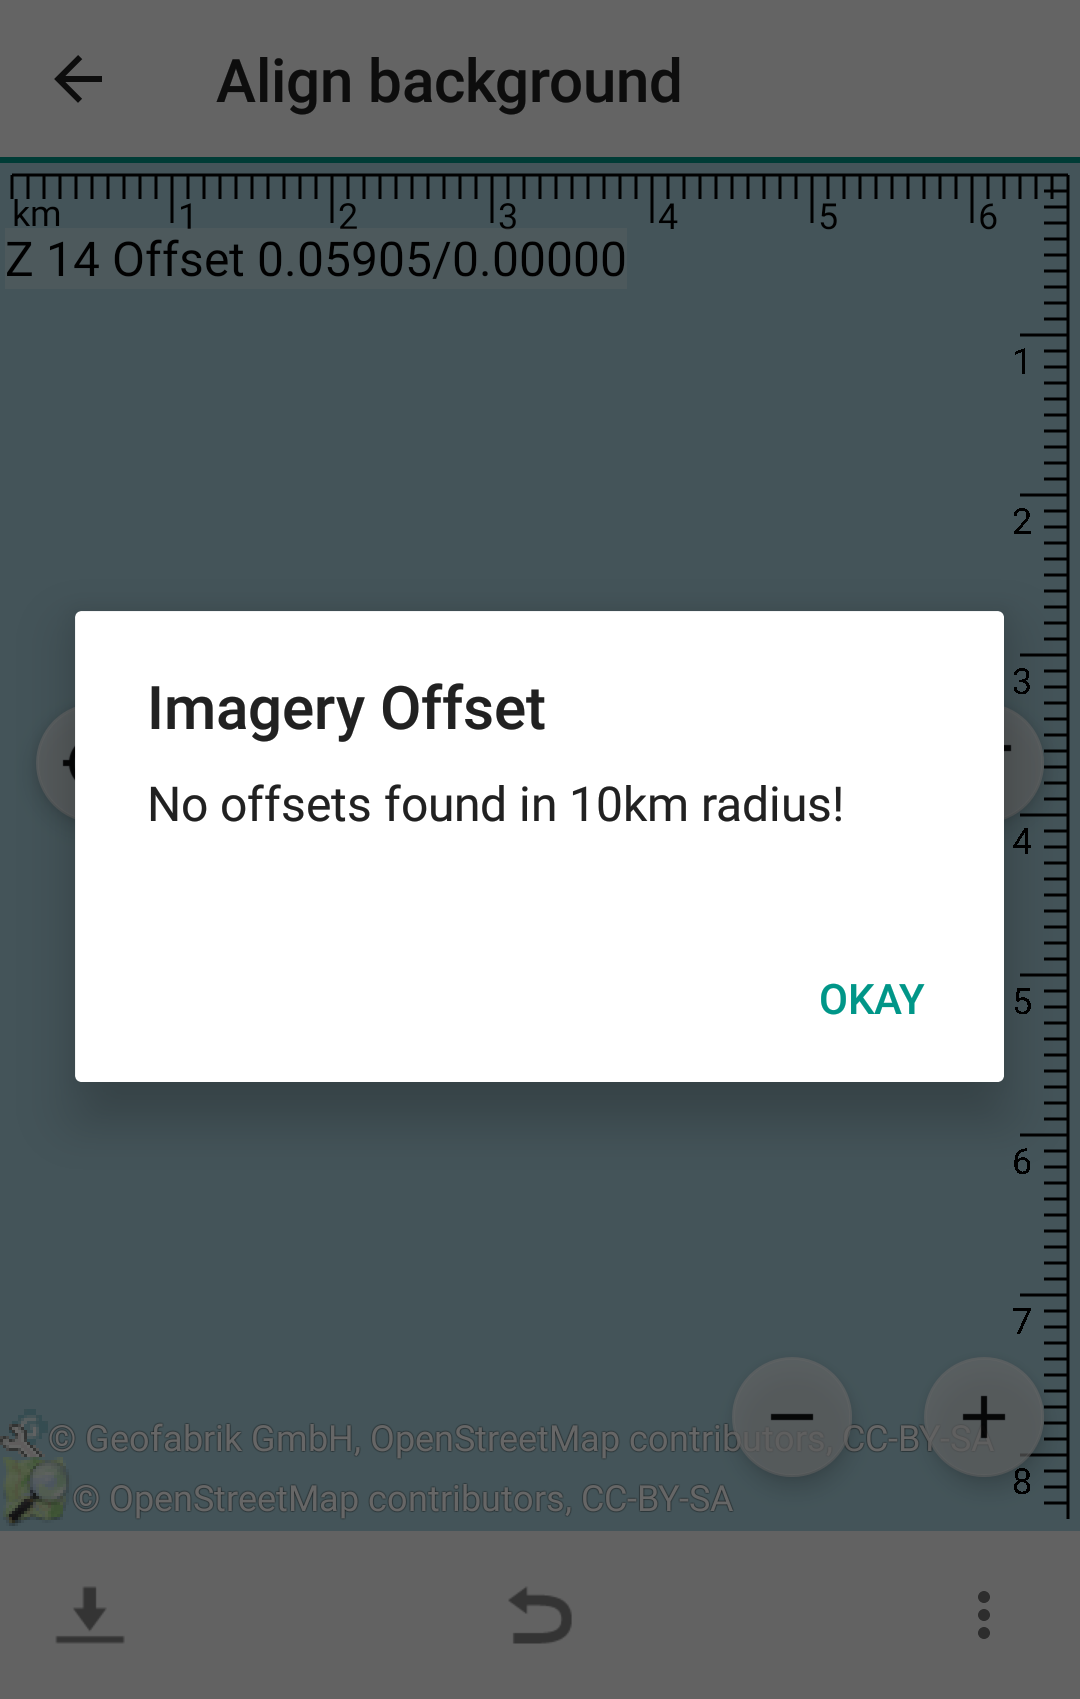 Align background
km 1 2 3 4 5 6
Z 14 Offset 0.05905/0.00000
1
2
3
Imagery Offset
No offsets found in 10km radius!
4
OKAY
5
6
7
© Geofabrik GmbH, OpenStreetMap contributors, CC-BY-SA
8
© OpenStreetMap contributors, CC-BY-SA